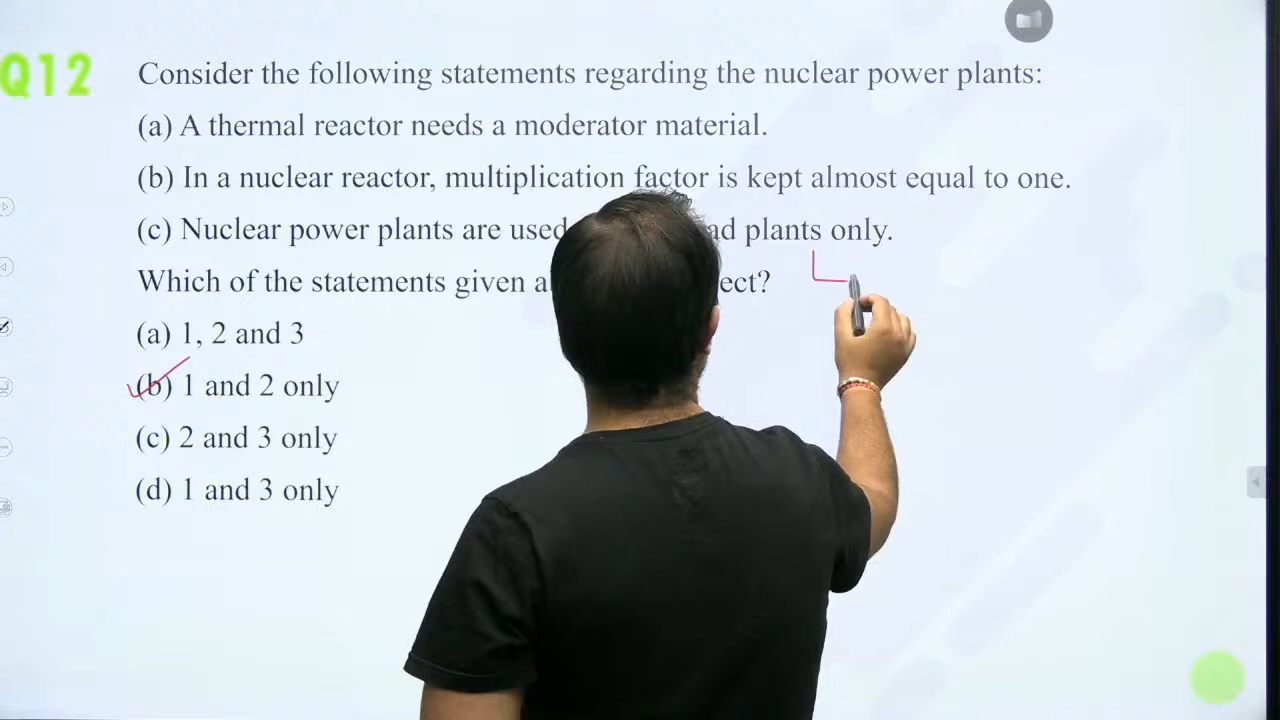 Q12
Consider the following statements regarding the nuclear power plants:
(a) A thermal reactor needs a moderator material.
(b) In a nuclear reactor, multiplication factor is kept almost equal to one.
(c) Nuclear power plants are used plants only.
Which of the statements given
(a) 1, 2 and 3
(b) 1 and 2 only
(c) 2 and 3 only
(d) 1 and 3 only